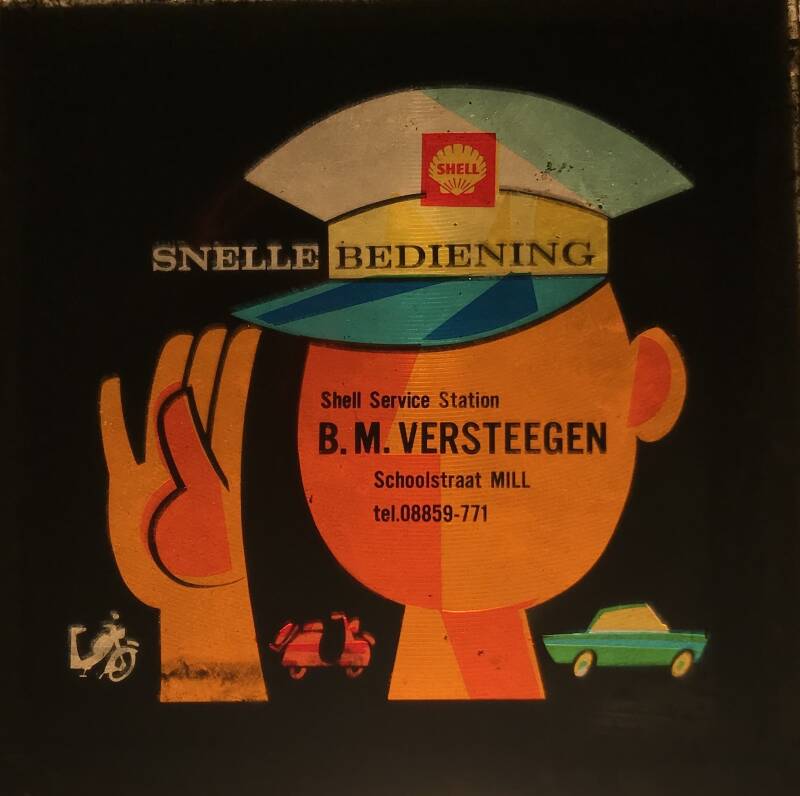 SHELL
SNELLE BEDIENING
Shell Service Station
B. M. VERSTEEGEN
Schoolstraat MILL
tel.08859-771